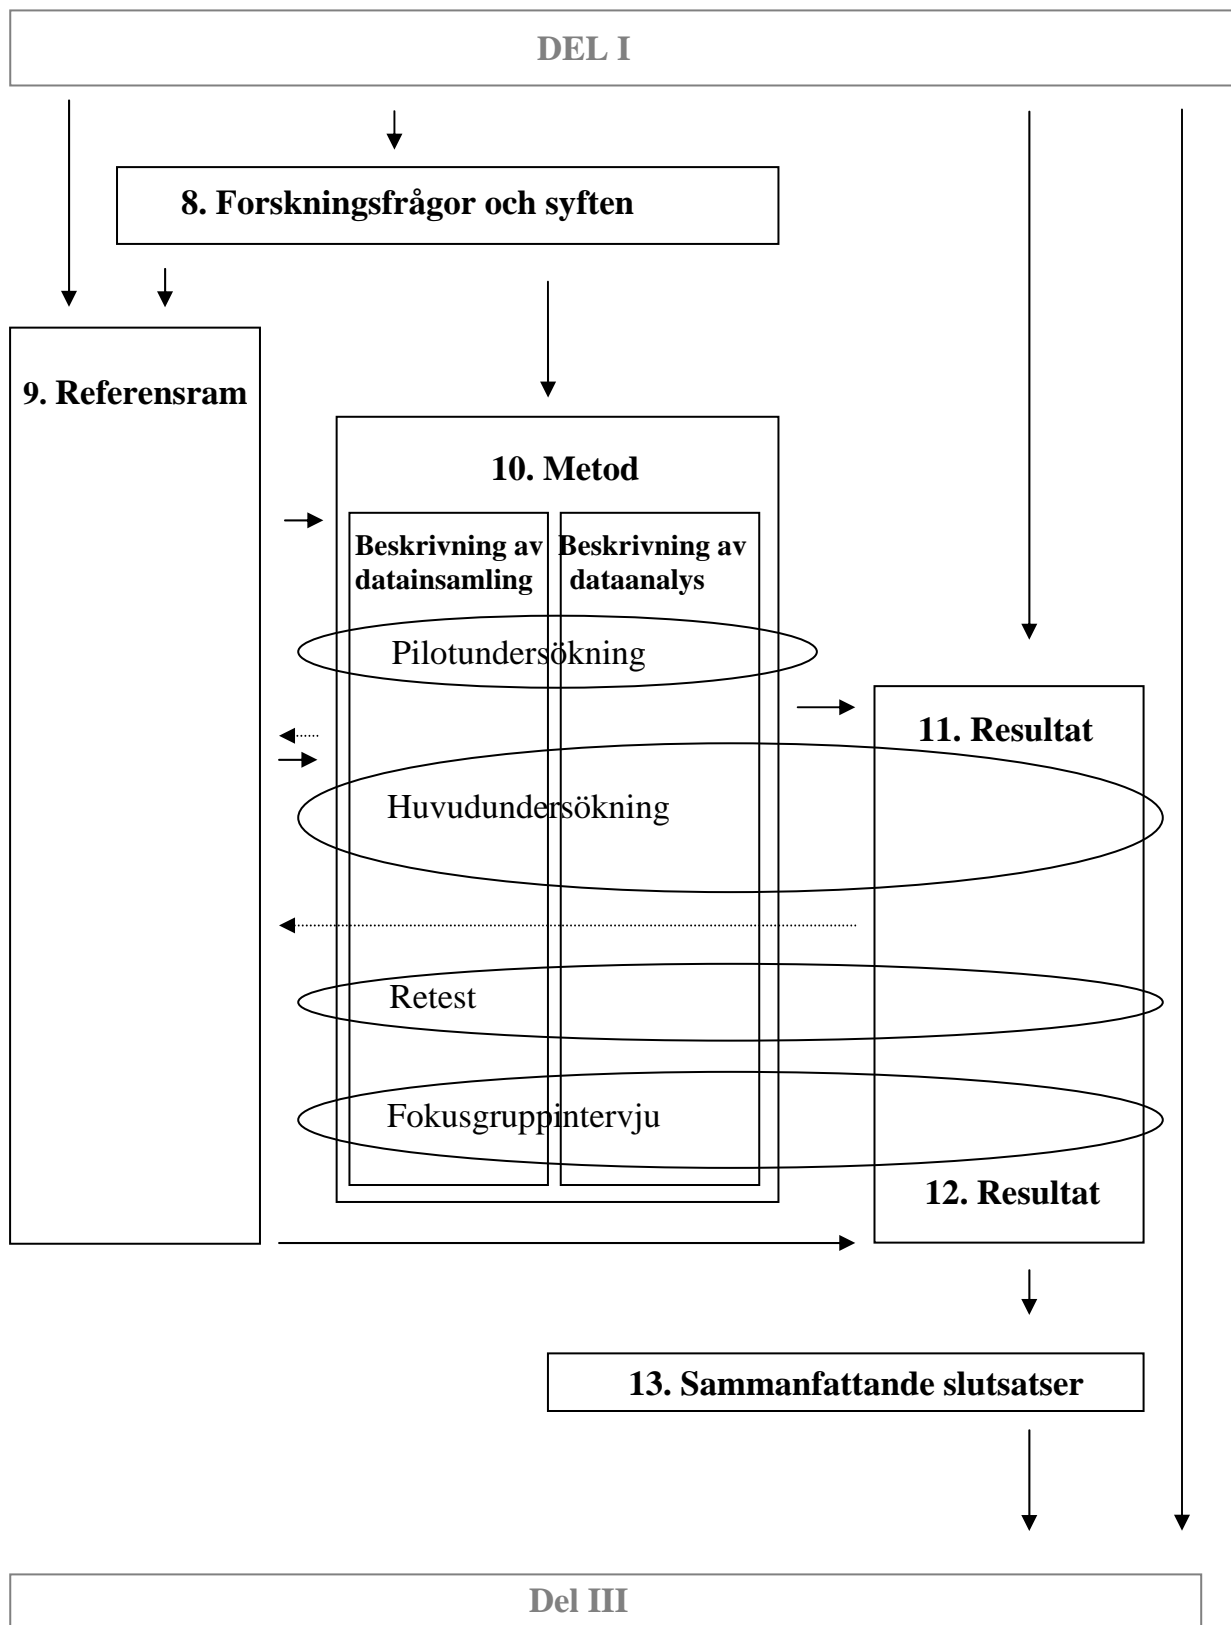 DEL I
8. Forskningsfrågor och syften
9. Referensram
10. Metod
Beskrivning av
datainsamling
Beskrivning av
dataanalys
Pilotundersökning
11. Resultat
Huvudundersökning
Retest
Fokusgruppintervju
12. Resultat
13. Sammanfattande slutsatser
Del III